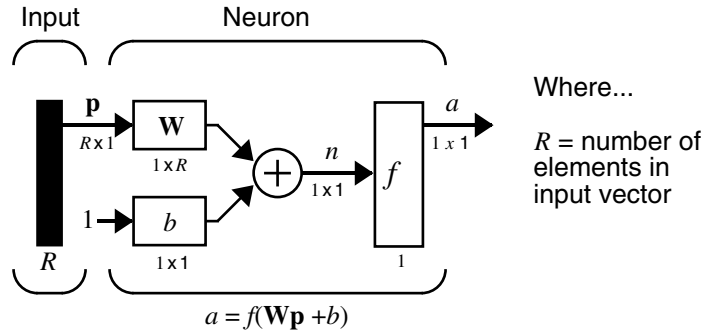 Input
Neuron
p
R x 1
W
1 x R
1
b
1 x 1
n
1 x 1
f
1
a
1 x 1
R
a = f(Wp +b)
Where...
R = number of
elements in
input vector